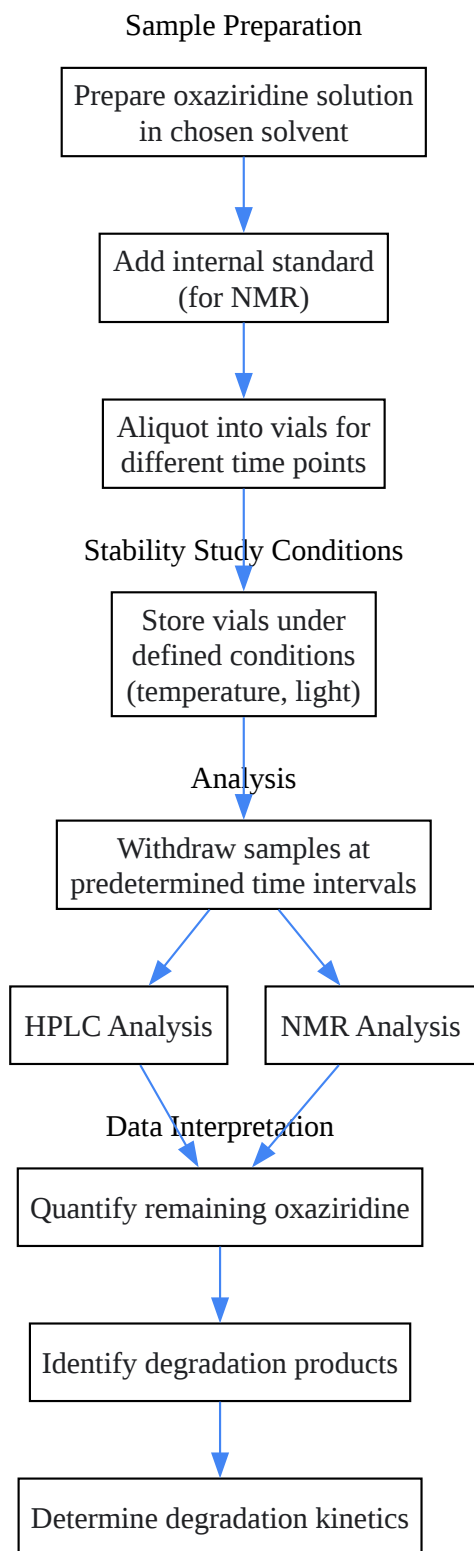 Sample Preparation
Prepare oxaziridine solution
in chosen solvent
Add internal standard
(for NMR)
Aliquot into vials for
different time points
Stability Study Conditions
Store vials under
defined conditions
(temperature, light)
Analysis
Withdraw samples at
predetermined time intervals
HPLC Analysis
NMR Analysis
Data Interpretation
Quantify remaining oxaziridine
Identify degradation products
Determine degradation kinetics